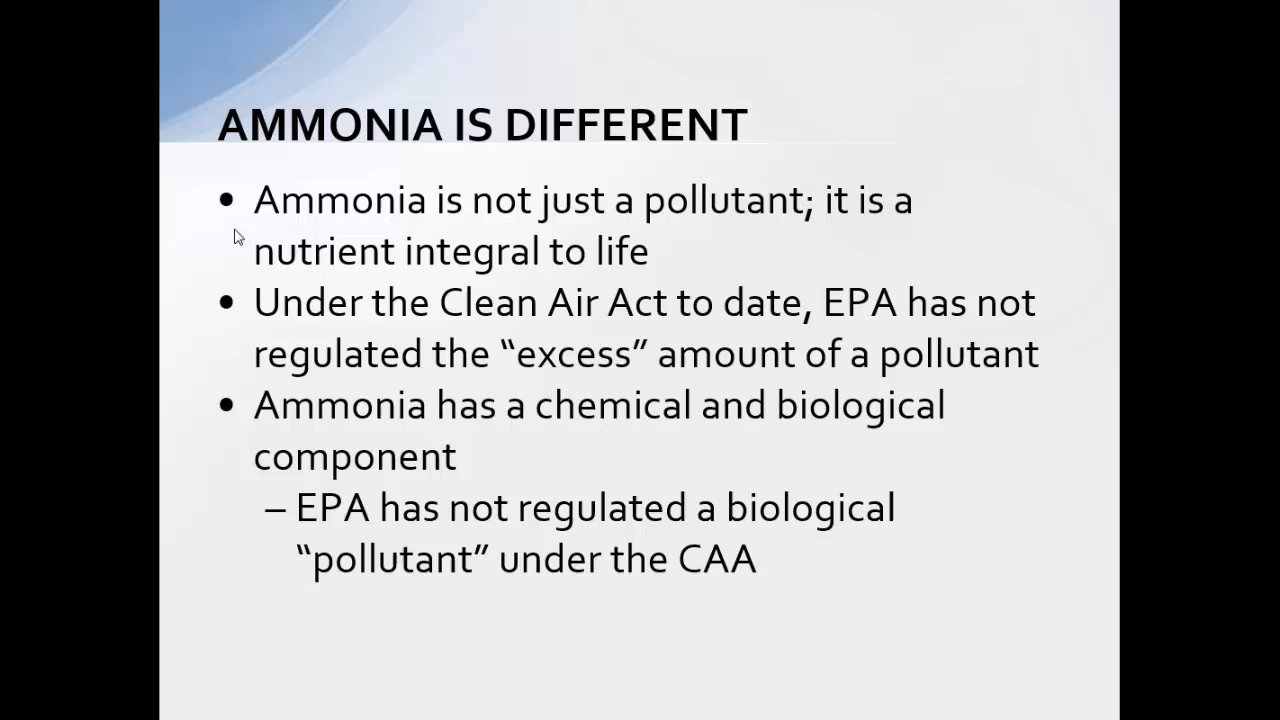 AMMONIA IS DIFFERENT
• Ammonia is not just a pollutant; it is a
nutrient integral to life
• Under the Clean Air Act to date, EPA has not
regulated the “excess” amount of a pollutant
• Ammonia has a chemical and biological
component
– EPA has not regulated a biological
“pollutant” under the CAA